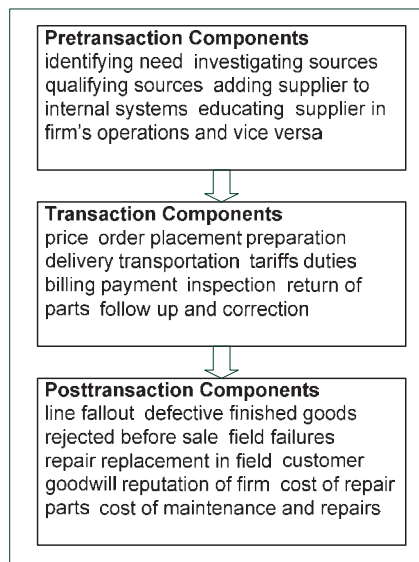 Pretransaction Components
identifying need investigating sources
qualifying sources adding supplier to
internal systems educating supplier in
firm's operations and vice versa
Transaction Components
price order placement preparation
delivery transportation tariffs duties
billing payment inspection return of
parts follow up and correction
Posttransaction Components
line fallout defective finished goods
rejected before sale field failures
repair replacement in field customer
goodwill reputation of firm cost of repair
parts cost of maintenance and repairs